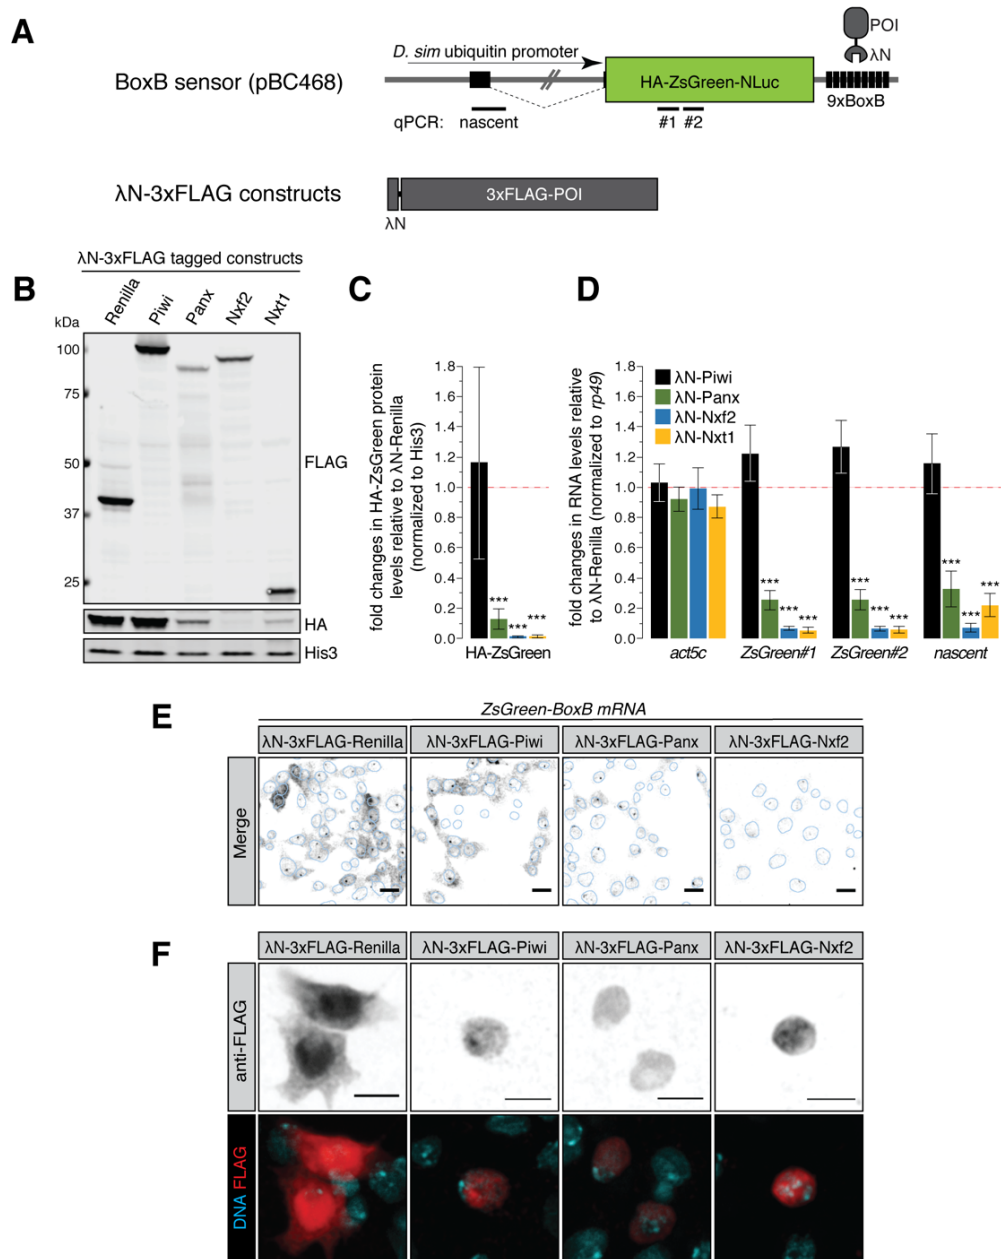 A
BoxB sensor (pBC468)
D. sim ubiquitin promoter
HA-ZsGreen-NLuc
POI
λN
9xBoxB
qPCR:
nascent
#1
#2
λN-3xFLAG constructs
3xFLAG-POI
λN
B
λN-3xFLAG tagged constructs
Renilla
Piwi
Panx
Nxf2
Nxt1
kDa
100
75
50
37
25
FLAG
HA
His3
C
fold changes in HA-ZsGreen protein
levels relative to λN-Renilla
(normalized to His3)
1.8
1.6
1.4
1.2
1.0
0.8
0.6
0.4
0.2
0.0
***
***
***
HA-ZsGreen
D
fold changes in RNA levels relative
to λN-Renilla (normalized to rp49)
1.8
1.6
1.4
1.2
1.0
0.8
0.6
0.4
0.2
0.0
λN-Piwi
λN-Panx
λN-Nxf2
λN-Nxt1
***
***
***
***
***
***
***
***
***
act5c
ZsGreen#1
ZsGreen#2
nascent
E
ZsGreen-BoxB mRNA
λN-3xFLAG-Renilla
λN-3xFLAG-Piwi
λN-3xFLAG-Panx
λN-3xFLAG-Nxf2
Merge
F
λN-3xFLAG-Renilla
λN-3xFLAG-Piwi
λN-3xFLAG-Panx
λN-3xFLAG-Nxf2
anti-FLAG
DNA FLAG